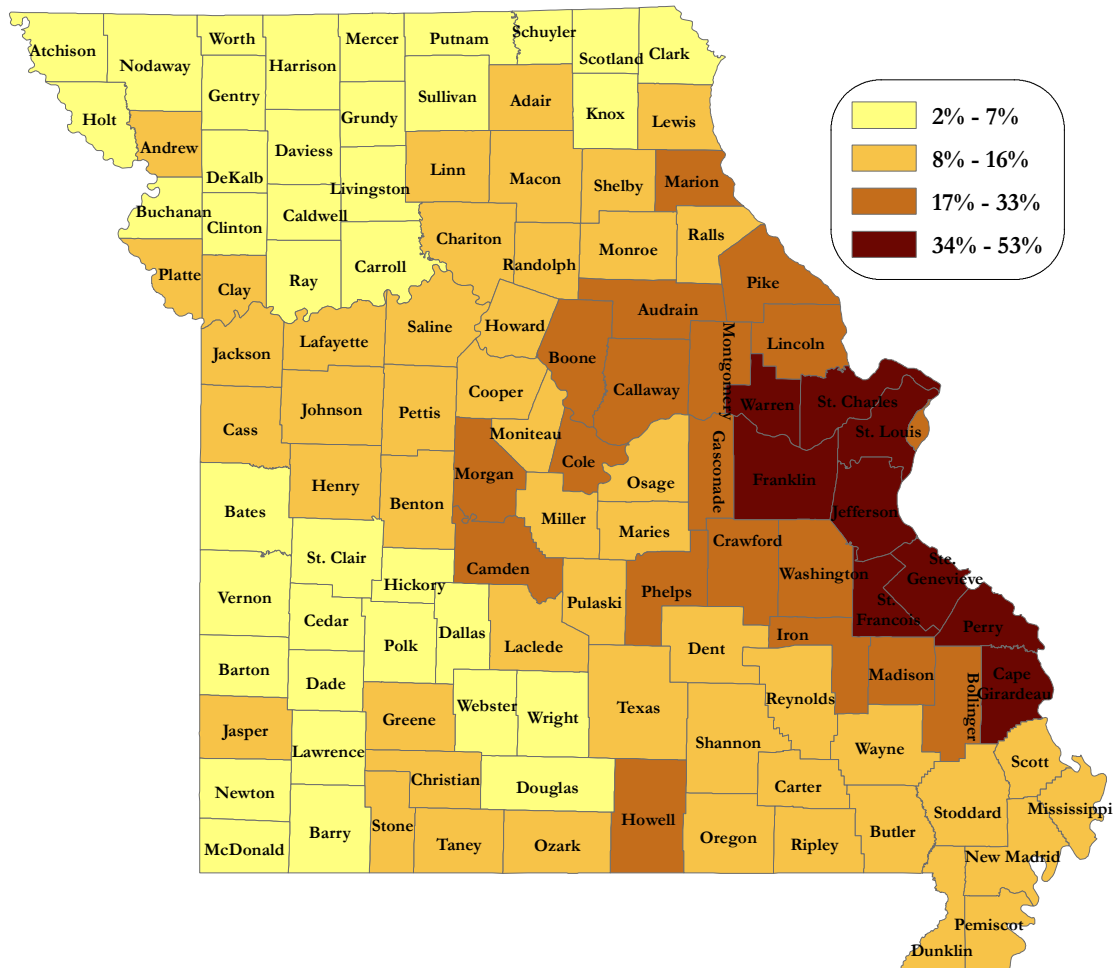 Atchison
Nodaway
Worth
Harrison
Mercer
Putnam
Schuyler
Scotland
Clark
Holt
Gentry
Sullivan
Adair
Knox
Lewis
Andrew
DeKalb
Daviess
Grundy
Linn
Macon
Shelby
Marion
Buchanan
Clinton
Caldwell
Livingston
Chariton
Randolph
Monroe
Ralls
Platte
Clay
Ray
Carroll
Pike
Audrain
Jackson
Lafayette
Saline
Howard
Boone
Callaway
Montgomery
Lincoln
Cass
Johnson
Pettis
Cooper
Moniteau
Cole
Osage
Gasconade
Warren
St. Charles
St. Louis
Franklin
Jefferson
Bates
Henry
Benton
Morgan
Miller
Maries
St. Clair
Hickory
Camden
Pulaski
Phelps
Crawford
Washington
Ste.
Genevieve
St.
Francois
Perry
Vernon
Cedar
Polk
Dallas
Laclede
Dent
Iron
Madison
Bollinger
Cape
Girardeau
Barton
Dade
Greene
Webster
Wright
Texas
Shannon
Reynolds
Wayne
Scott
Jasper
Lawrence
Christian
Douglas
Howell
Carter
Stoddard
Mississippi
Newton
McDonald
Barry
Stone
Taney
Ozark
Oregon
Ripley
Butler
New Madrid
Pemiscot
Dunklin
2% - 7%
8% - 16%
17% - 33%
34% - 53%